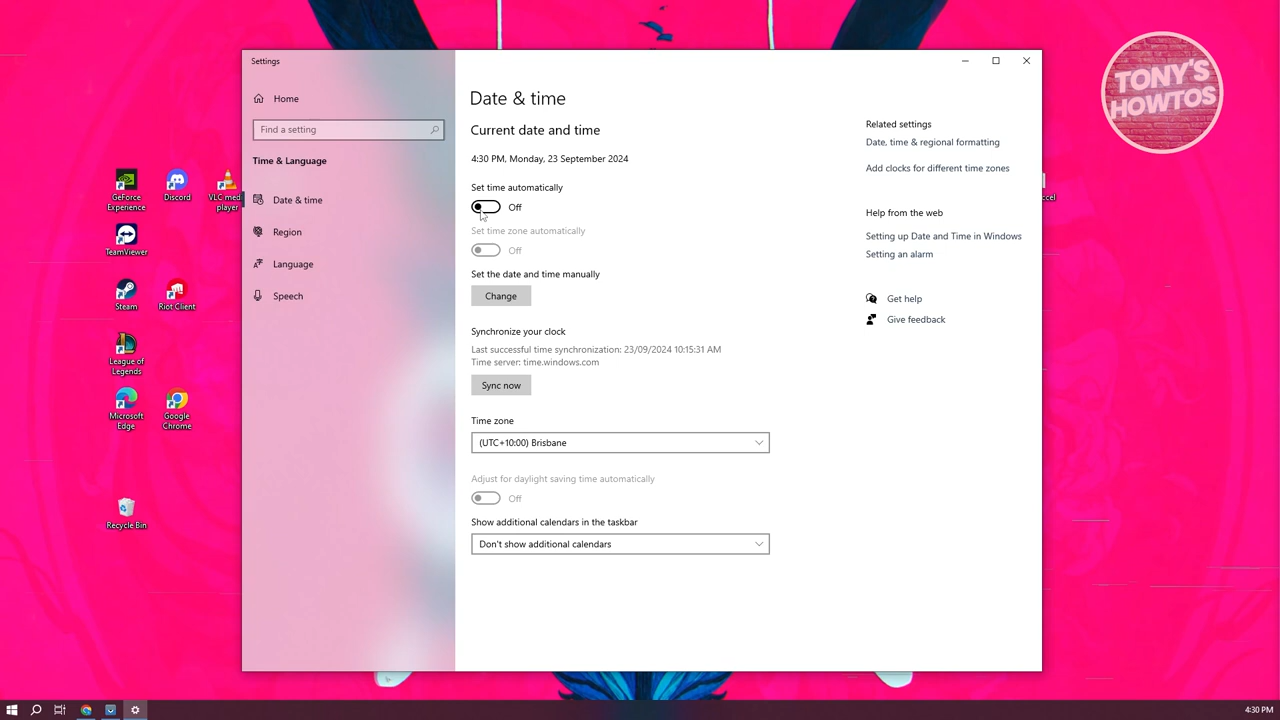 Settings
Home
Find a setting
Time & Language
Date & time
Region
Language
Speech
Date & time
Current date and time
4:30 PM, Monday, 23 September 2024
Set time automatically
Off
Set time zone automatically
Off
Set the date and time manually
Change
Synchronize your clock
Last successful time synchronization: 23/09/2024 10:15:31 AM
Time server: time.windows.com
Sync now
Time zone
(UTC+10:00) Brisbane
Adjust for daylight saving time automatically
Off
Show additional calendars in the taskbar
Don't show additional calendars
Related settings
Date, time & regional formatting
Add clocks for different time zones
Help from the web
Setting up Date and Time in Windows
Setting an alarm
Get help
Give feedback
TONY'S
HOWTOS
GeForce
Experience
Discord
VLC med
player
TeamViewer
Steam
Riot Client
League of
Legends
Microsoft
Edge
Google
Chrome
Recycle Bin
cel
4:30 PM